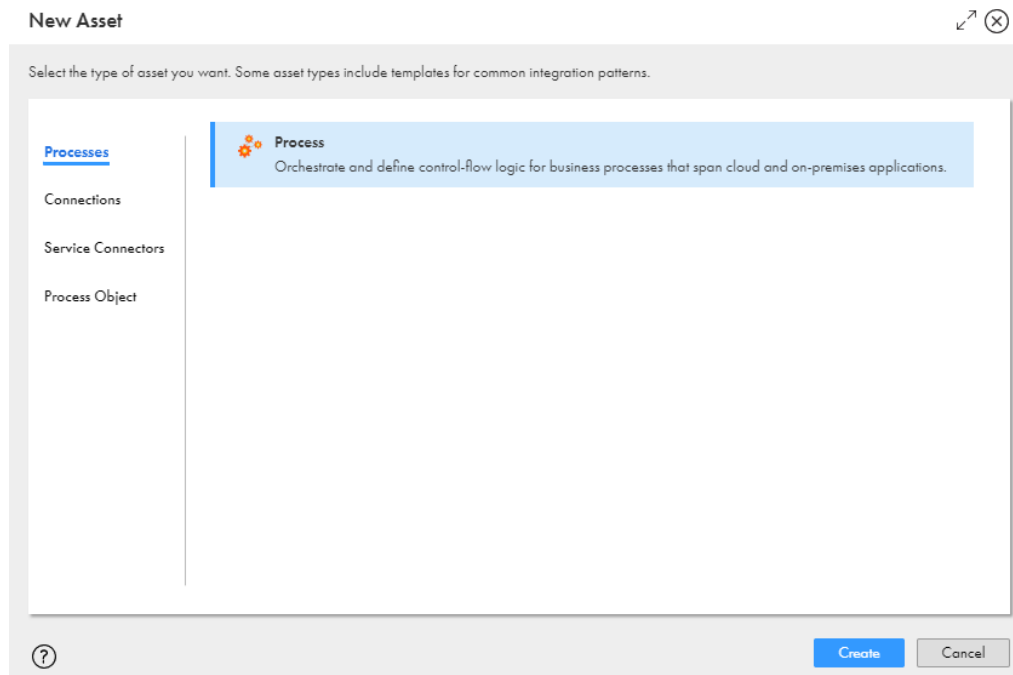 New Asset
Select the type of asset you want. Some asset types include templates for common integration patterns.
Processes
Connections
Service Connectors
Process Object
Process
Orchestrate and define control-flow logic for business processes that span cloud and on-premises applications.
?
Create
Cancel